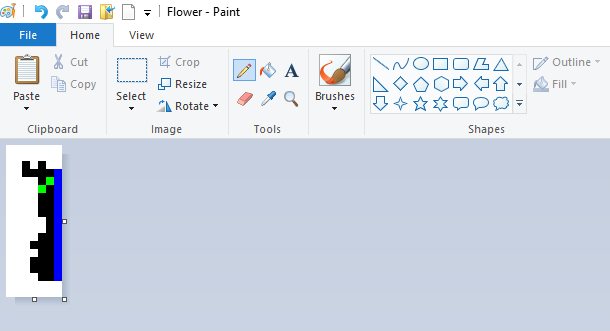 Flower - Paint
File Home View
Paste
Cut
Copy
Clipboard
Select
Crop
Resize
Rotate
Image
A
Tools
Brushes
Shapes
Outline
Fill